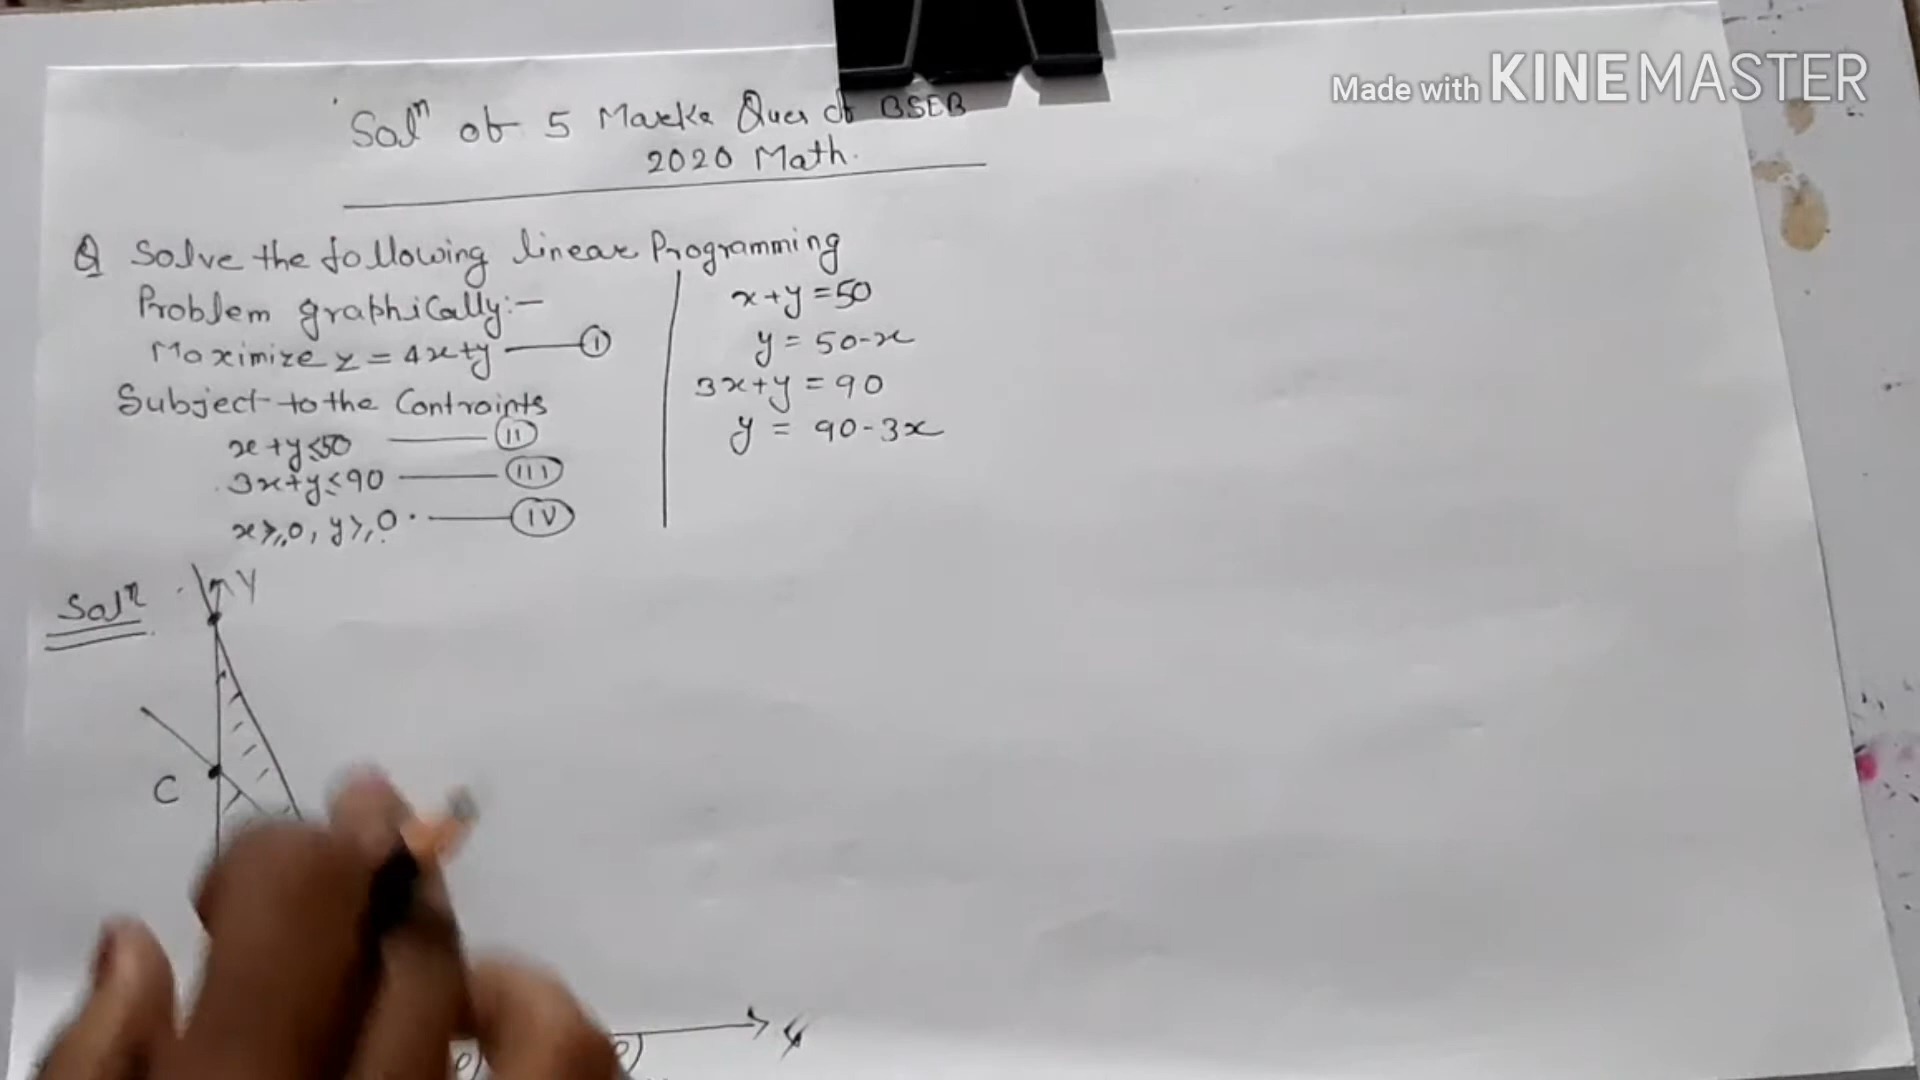 Made with KINEMASTER
Solⁿ of 5 Marks Ques of BSEB
2020 Math.
Q Solve the following linear Programming
Problem graphically:-
Maximize z = 4x+y —— I
Subject to the Contraints
x+y≤50 —— II
3x+y≤90 —— III
x≥0, y≥0. —— IV
x+y=50
y = 50-x
3x+y = 90
y = 90-3x
Solⁿ
Y
C